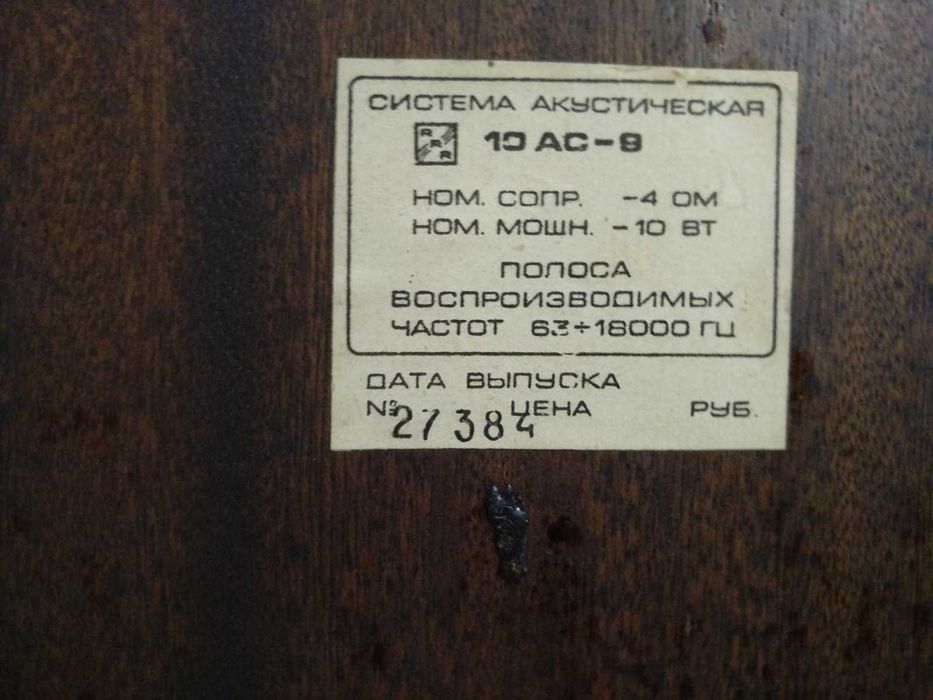 СИСТЕМА АКУСТИЧЕСКАЯ
RRR 10 АС-9
НОМ. СОПР. -4 ОМ
НОМ. МОЩН. -10 ВТ
ПОЛОСА
ВОСПРОИЗВОДИМЫХ
ЧАСТОТ 63÷18000 ГЦ
ДАТА ВЫПУСКА
№ 27384 ЦЕНА РУБ.